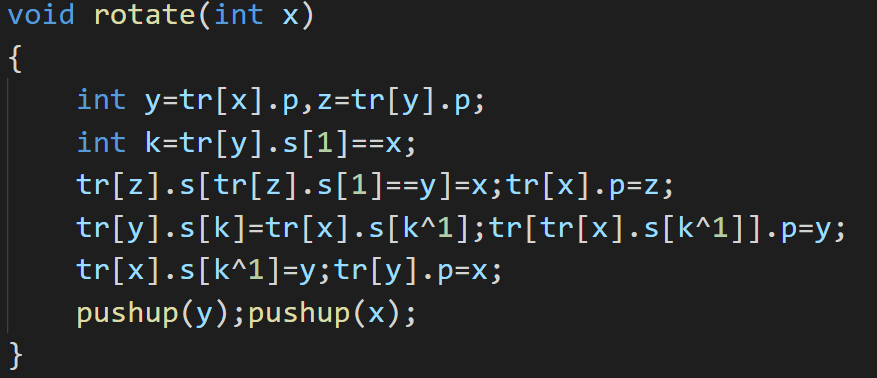 void rotate(int x)
{
    int y=tr[x].p,z=tr[y].p;
    int k=tr[y].s[1]==x;
    tr[z].s[tr[z].s[1]==y]=x;tr[x].p=z;
    tr[y].s[k]=tr[x].s[k^1];tr[tr[x].s[k^1]].p=y;
    tr[x].s[k^1]=y;tr[y].p=x;
    pushup(y);pushup(x);
}